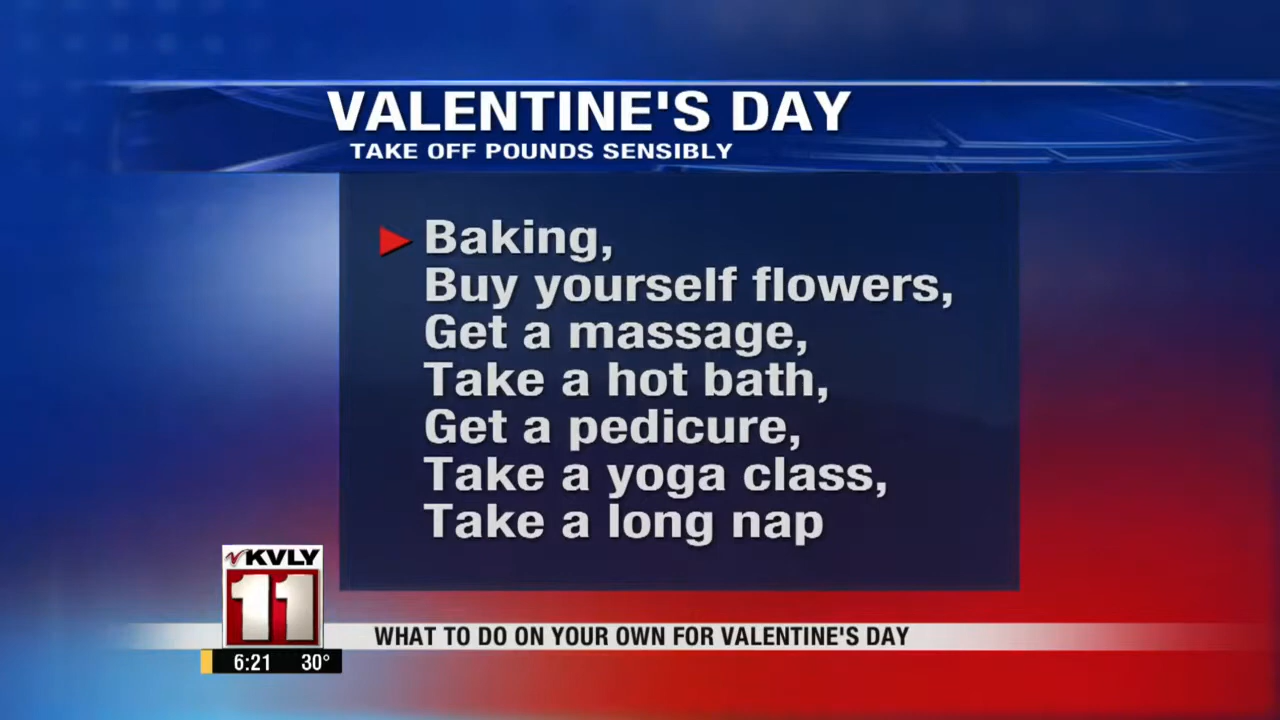 VALENTINE'S DAY
TAKE OFF POUNDS SENSIBLY
Baking,
Buy yourself flowers,
Get a massage,
Take a hot bath,
Get a pedicure,
Take a yoga class,
Take a long nap
KVLY
11
WHAT TO DO ON YOUR OWN FOR VALENTINE'S DAY
6:21 30°